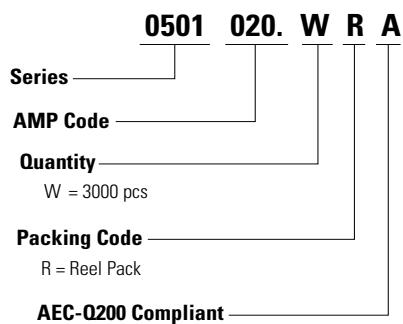 0501 020. W R A
Series
AMP Code
Quantity
W = 3000 pcs
Packing Code
R = Reel Pack
AEC-Q200 Compliant